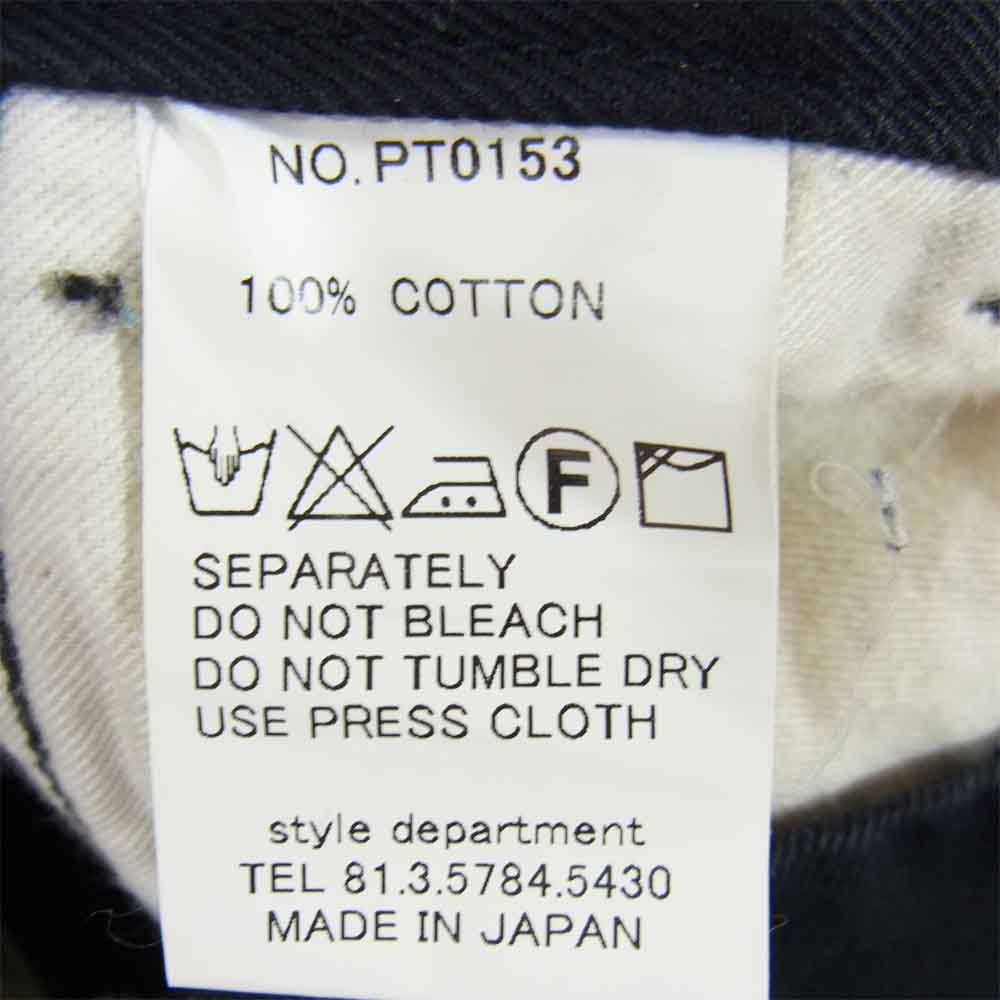 NO. PT0153
100% COTTON
F
SEPARATELY
DO NOT BLEACH
DO NOT TUMBLE DRY
USE PRESS CLOTH
style department
TEL 81.3.5784.5430
MADE IN JAPAN